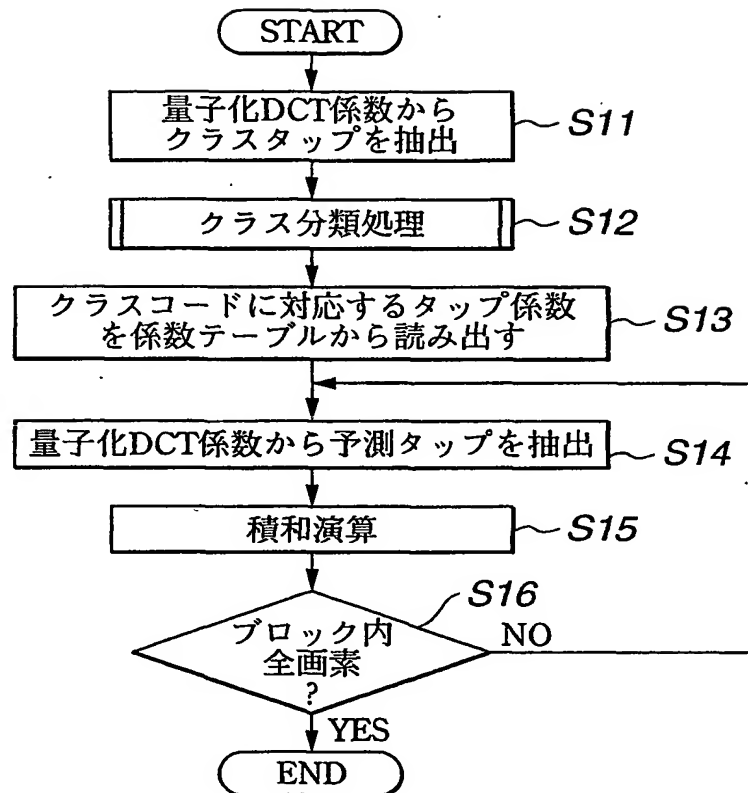 START
量子化DCT係数から
クラスタップを抽出
S11
クラス分類処理
S12
クラスコードに対応するタップ係数
を係数テーブルから読み出す
S13
量子化DCT係数から予測タップを抽出
S14
積和演算
S15
S16
ブロック内
全画素
?
NO
YES
END